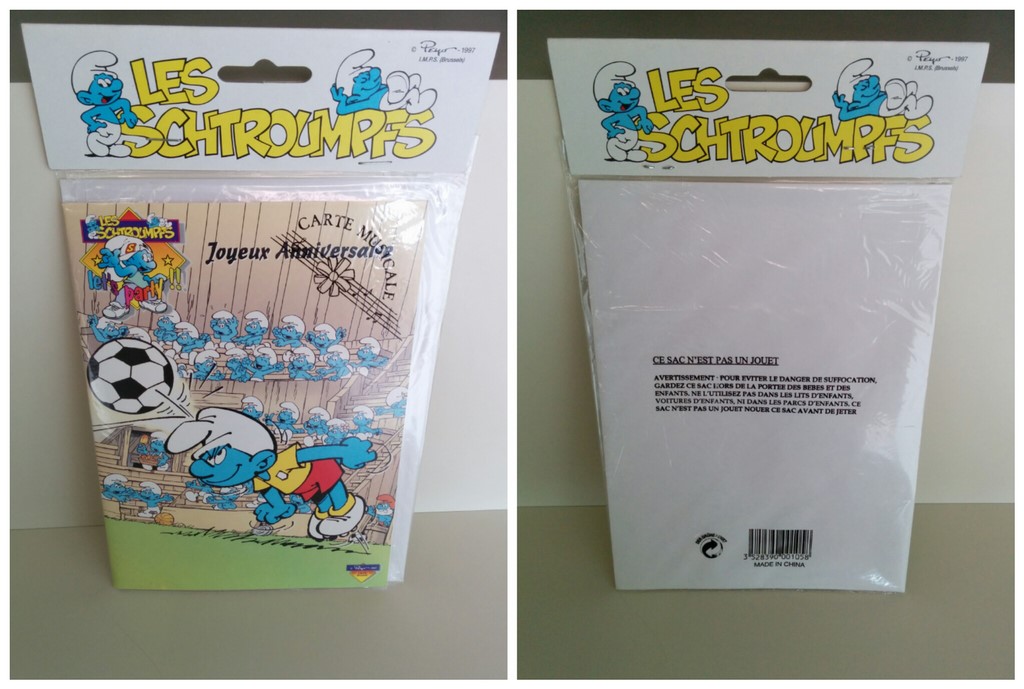 © Peyo - 1997
I.M.P.S. (Brussels)
LES
SCHTROUMPFS
LES
SCHTROUMPFS
let's party !!
CARTE MUSICALE
Joyeux Anniversaire
© Peyo - 1997
I.M.P.S. (Brussels)
LES
SCHTROUMPFS
CE SAC N'EST PAS UN JOUET
AVERTISSEMENT · POUR EVITER LE DANGER DE SUFFOCATION,
GARDEZ CE SAC HORS DE LA PORTEE DES BEBES ET DES
ENFANTS. NE L'UTILISEZ PAS DANS LES LITS D'ENFANTS,
VOITURES D'ENFANTS, NI DANS LES PARCS D'ENFANTS. CE
SAC N'EST PAS UN JOUET NOUER CE SAC AVANT DE JETER
3 528390 001058
MADE IN CHINA